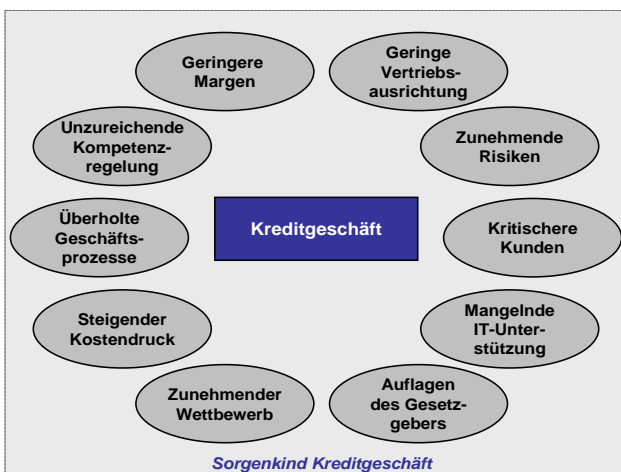 Geringere
Margen
Geringe
Vertriebs-
ausrichtung
Unzureichende
Kompetenz-
regelung
Zunehmende
Risiken
Überholte
Geschäfts-
prozesse
Kreditgeschäft
Kritischere
Kunden
Steigender
Kostendruck
Mangelnde
IT-Unter-
stützung
Zunehmender
Wettbewerb
Auflagen
des Gesetz-
gebers
Sorgenkind Kreditgeschäft